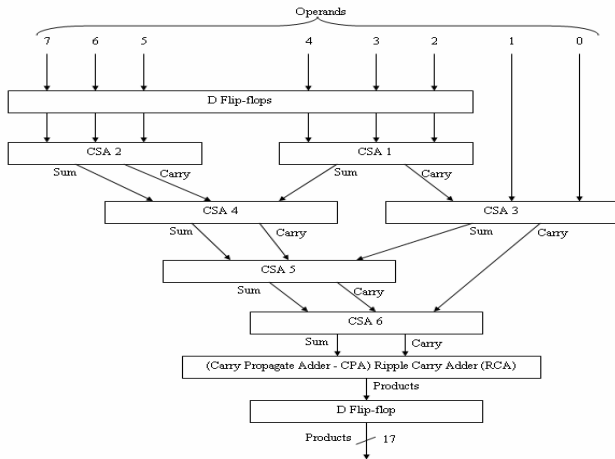 Operands
7 6 5 4 3 2 1 0
D Flip-flops
CSA 2 CSA 1
Sum Carry Sum Carry
CSA 4 CSA 3
Sum Carry Sum Carry
CSA 5
Sum Carry
CSA 6
Sum Carry
(Carry Propagate Adder - CPA) Ripple Carry Adder (RCA)
Products
D Flip-flop
Products 17